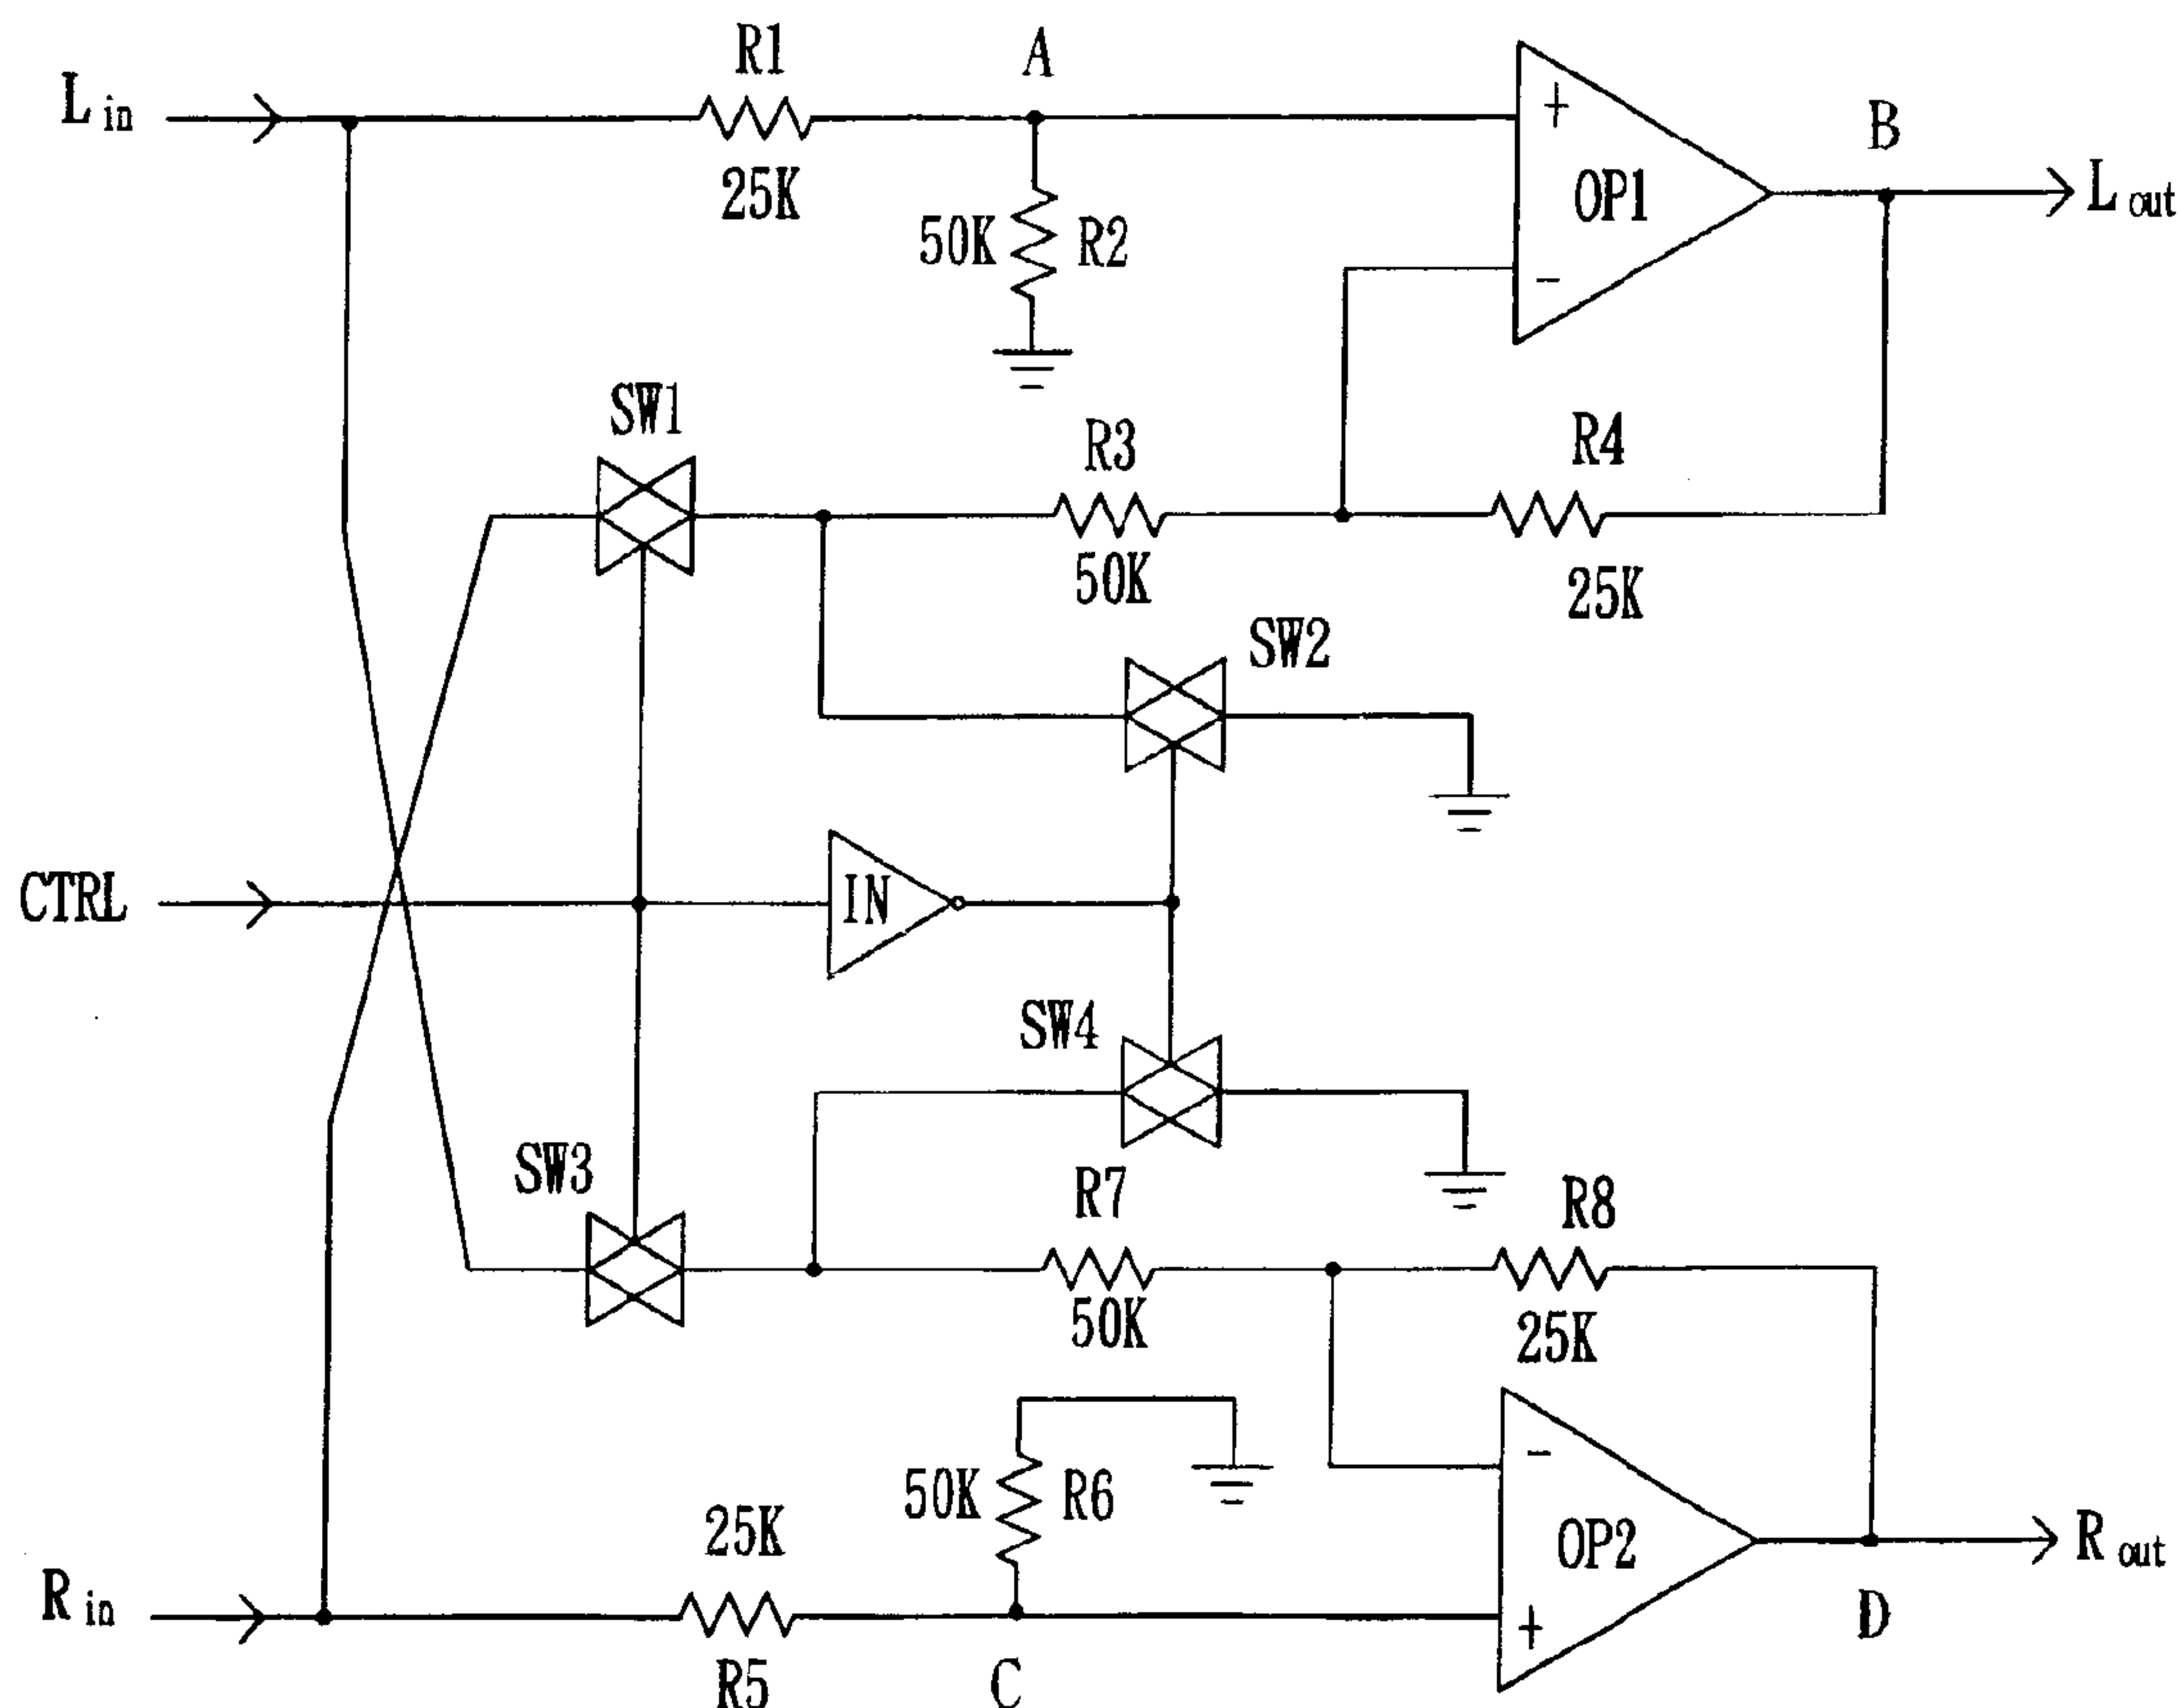 R1
A
L in
25K
+
OP1
-
B
L out
50K
R2
SW1
R3
50K
R4
25K
SW2
CTRL
IN
SW4
SW3
R7
50K
R8
25K
50K
R6
-
OP2
+
R out
D
25K
R in
R5
C